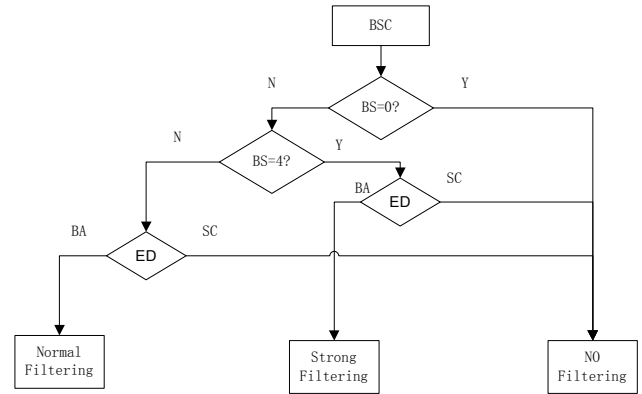 BSC
N
Y
BS=0?
N
Y
BS=4?
BA
SC
ED
BA
SC
ED
Normal
Filtering
Strong
Filtering
NO
Filtering